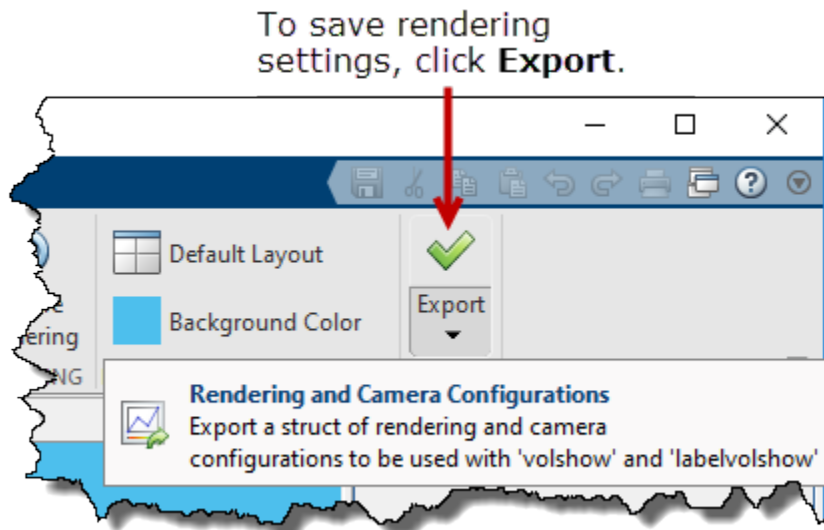 To save rendering
settings, click Export.
Default Layout
Export
Background Color
ering
NG
Rendering and Camera Configurations
Export a struct of rendering and camera
configurations to be used with 'volshow' and 'labelvolshow'